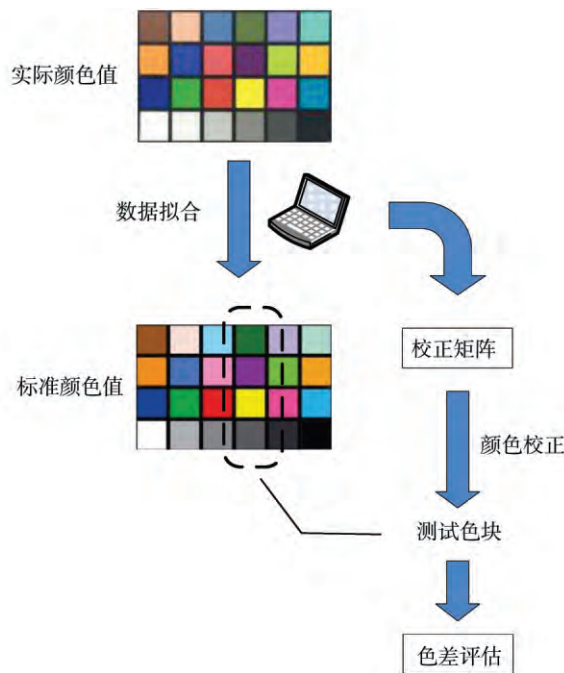 实际颜色值
数据拟合
标准颜色值
校正矩阵
颜色校正
测试色块
色差评估